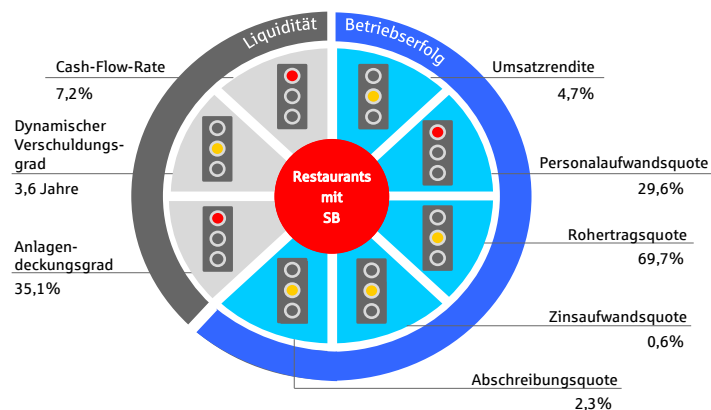 Liquidität
Betriebserfolg
Cash-Flow-Rate
7,2%
Dynamischer
Verschuldungs-
grad
3,6 Jahre
Anlagen-
deckungsgrad
35,1%
Restaurants
mit
SB
Umsatzrendite
4,7%
Personalaufwandsquote
29,6%
Rohertragsquote
69,7%
Zinsaufwandsquote
0,6%
Abschreibungsquote
2,3%